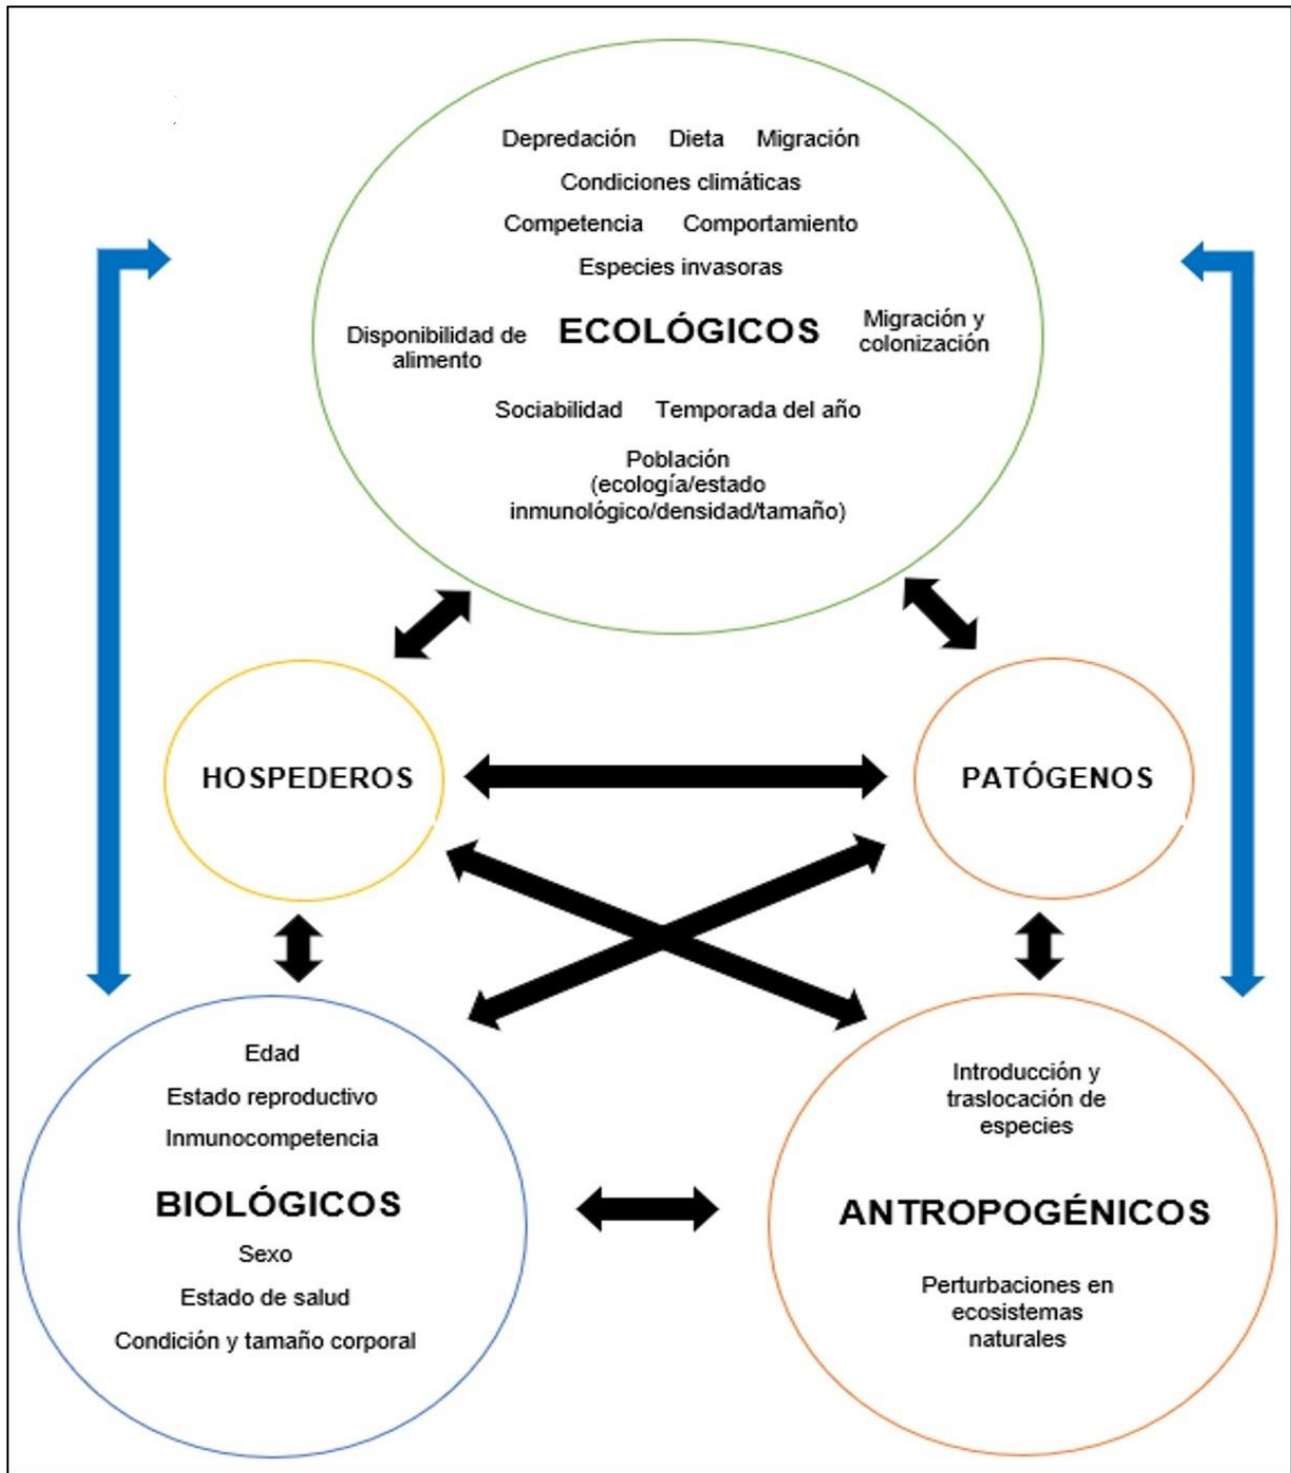 Depredación Dieta Migración
Condiciones climáticas
Competencia Comportamiento
Especies invasoras
Disponibilidad de
alimento
ECOLÓGICOS
Migración y
colonización
Sociabilidad Temporada del año
Población
(ecología/estado
inmunológico/densidad/tamaño)
HOSPEDEROS
PATÓGENOS
Edad
Estado reproductivo
Inmunocompetencia
BIOLÓGICOS
Sexo
Estado de salud
Condición y tamaño corporal
Introducción y
traslocación de
especies
ANTROPOGÉNICOS
Perturbaciones en
ecosistemas
naturales